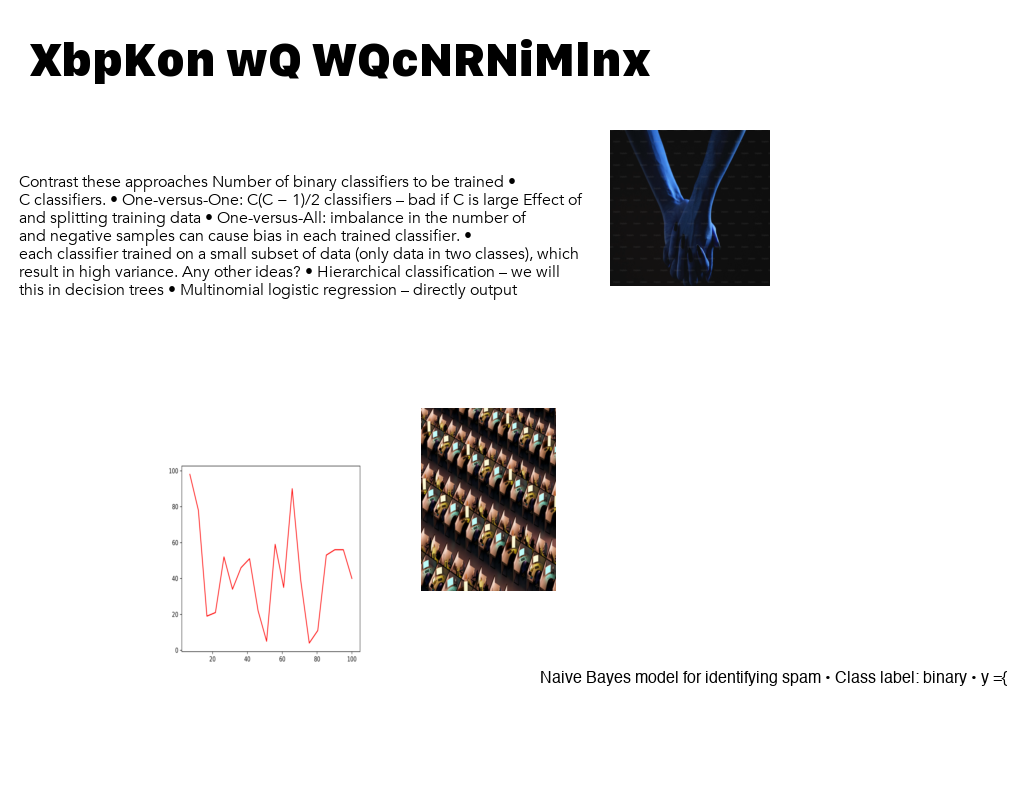 XbpKon wQ WQcNRNiMlnx
Contrast these approaches Number of binary classifiers to be trained •
C classifiers. • One-versus-One: C(C − 1)/2 classifiers – bad if C is large Effect of
and splitting training data • One-versus-All: imbalance in the number of
and negative samples can cause bias in each trained classifier. •
each classifier trained on a small subset of data (only data in two classes), which
result in high variance. Any other ideas? • Hierarchical classification – we will
this in decision trees • Multinomial logistic regression – directly output
100
80
60
40
20
0
20 40 60 80 100
Naive Bayes model for identifying spam • Class label: binary • y ={